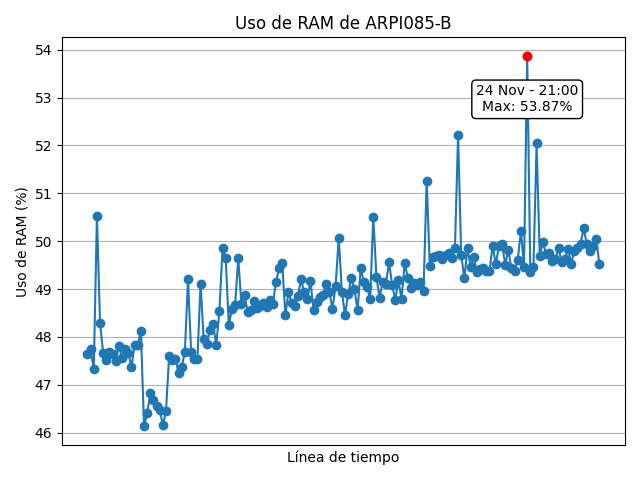 Uso de RAM de ARPI085-B
54
53
52
51
50
49
48
47
46
Uso de RAM (%)
24 Nov - 21:00
Max: 53.87%
Línea de tiempo